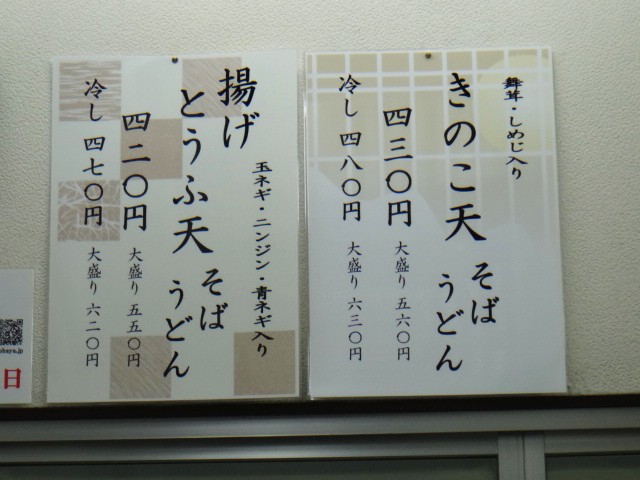 舞茸・しめじ入り
きのこ天 そば うどん
四三〇円 大盛り 五六〇円
冷し 四八〇円 大盛り 六三〇円
玉ネギ・ニンジン・青ネギ入り
揚げとうふ天 そば うどん
四二〇円 大盛り 五五〇円
冷し 四七〇円 大盛り 六二〇円
日